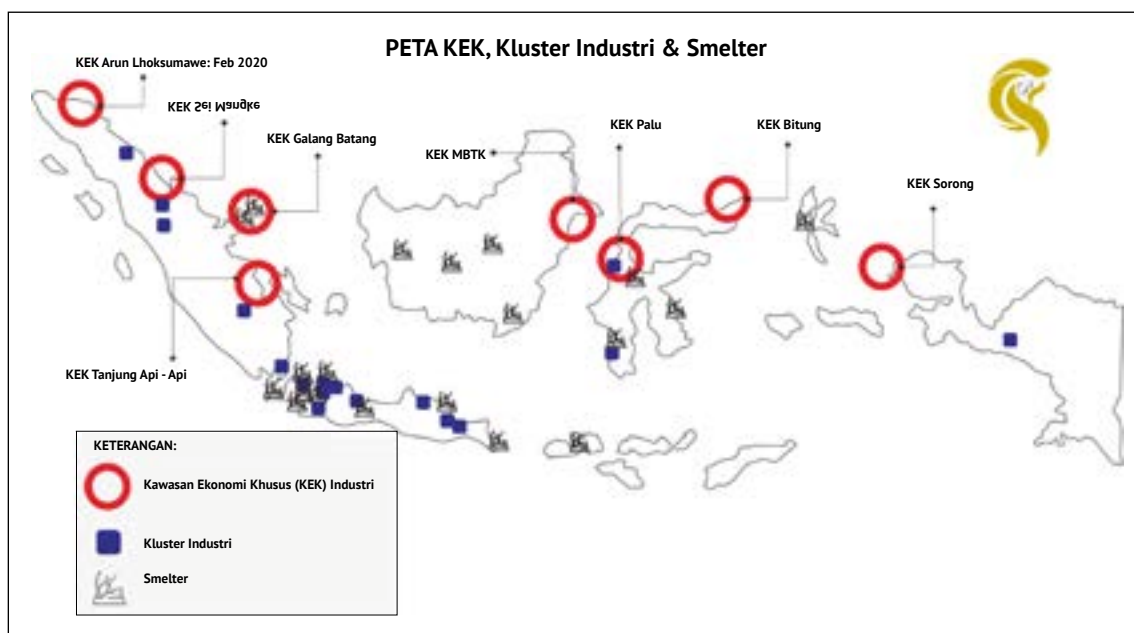 PETA KEK, Kluster Industri & Smelter
KEK Arun Lhoksumawe: Feb 2020
KEK Sei Mangke
KEK Galang Batang
KEK MBTK
KEK Palu
KEK Bitung
KEK Sorong
KEK Tanjung Api - Api
KETERANGAN:
Kawasan Ekonomi Khusus (KEK) Industri
Kluster Industri
Smelter